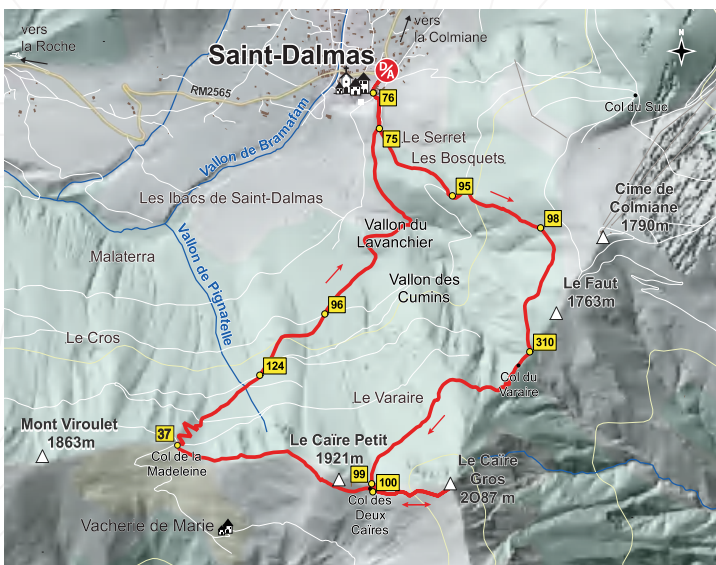 vers
la Roche
vers
la Colmiane
Saint-Dalmas
D/A
RM2565
76
Col du Suc
Vallon de Bramafam
75
Le Serret
Les Bosquets
95
Les Ibacs de Saint-Dalmas
Cime de
Colmiane
1790m
98
Vallon du
Lavanchier
Vallon de Pignatelle
Malaterra
Vallon des
Cumins
Le Faut
1763m
96
Le Cros
310
124
Col du
Varaire
Le Varaire
Mont Viroulet
1863m
37
Col de la
Madeleine
Le Caïre Petit
1921m
Le Caïre
Gros
2087 m
99
100
Col des
Deux
Caïres
Vacherie de Marie